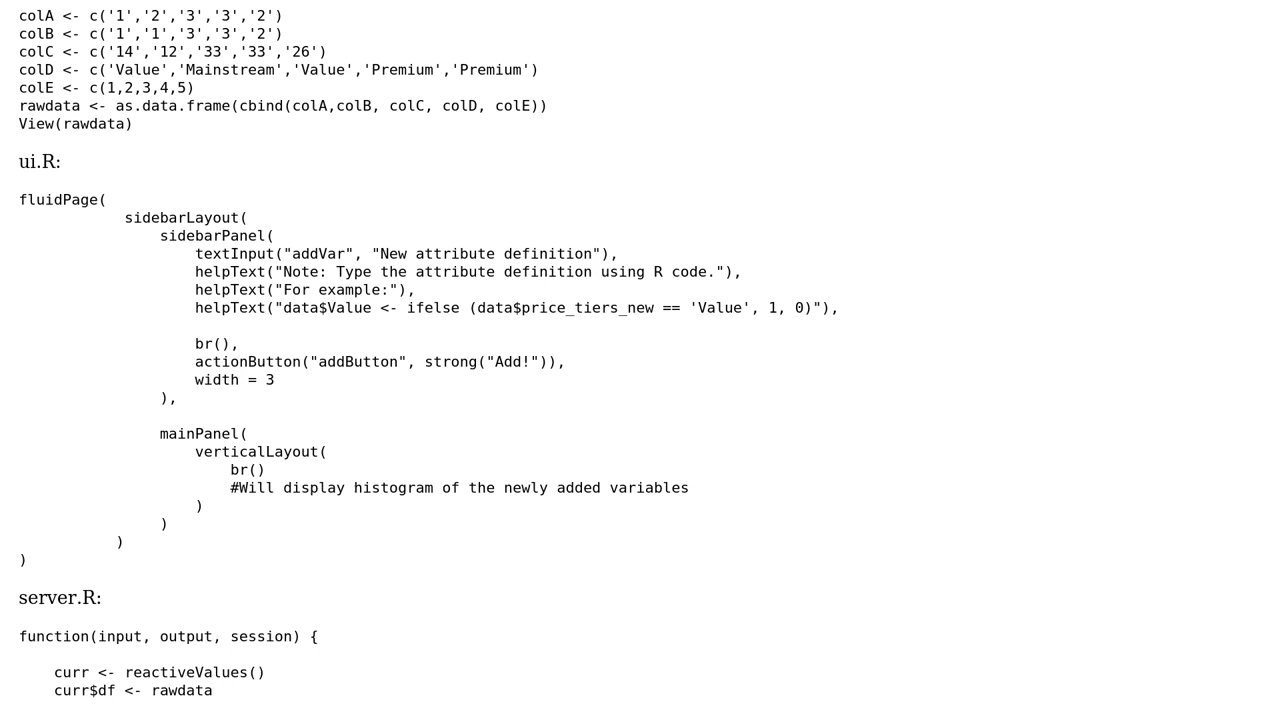 colA <- c('1','2','3','3','2')
colB <- c('1','1','3','3','2')
colC <- c('14','12','33','33','26')
colD <- c('Value','Mainstream','Value','Premium','Premium')
colE <- c(1,2,3,4,5)
rawdata <- as.data.frame(cbind(colA,colB, colC, colD, colE))
View(rawdata)
ui.R:
fluidPage(
            sidebarLayout(
                sidebarPanel(
                    textInput("addVar", "New attribute definition"),
                    helpText("Note: Type the attribute definition using R code."),
                    helpText("For example:"),
                    helpText("data$Value <- ifelse (data$price_tiers_new == 'Value', 1, 0)"),

                    br(),
                    actionButton("addButton", strong("Add!")),
                    width = 3
                ),

                mainPanel(
                    verticalLayout(
                        br()
                        #Will display histogram of the newly added variables
                    )
                )
           )
)
server.R:
function(input, output, session) {

    curr <- reactiveValues()
    curr$df <- rawdata